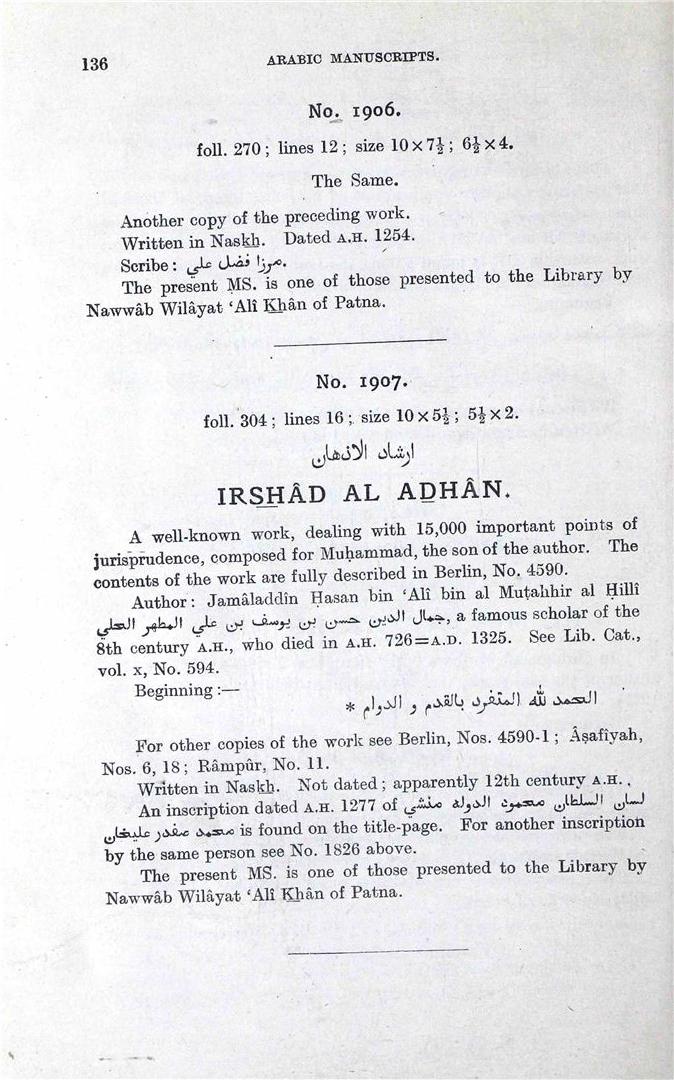 136
ARABIC MANUSCRIPTS.
No. 1906.
foll. 270; lines 12; size 10×7½; 6½×4.
The Same.
Another copy of the preceding work.
Written in Naskh. Dated A.H. 1254.
Scribe: مرزا فضل علي.
The present MS. is one of those presented to the Library by
Nawwâb Wilâyat ‘Alî Khân of Patna.
No. 1907.
foll. 304; lines 16; size 10×5½; 5½×2.
ارشاد الاذهان
IRSHÂD AL ADHÂN.
A well-known work, dealing with 15,000 important points of
jurisprudence, composed for Muḥammad, the son of the author. The
contents of the work are fully described in Berlin, No. 4590.
Author: Jamâladdîn Ḥasan bin ‘Alî bin al Muṭahhir al Ḥillî
جمال الدين حسن بن يوسف بن علي المطهر الحلي, a famous scholar of the
8th century A.H., who died in A.H. 726=A.D. 1325. See Lib. Cat.,
vol. x, No. 594.
Beginning:—
الحمد لله المتفرد بالقدم و الدوام *
For other copies of the work see Berlin, Nos. 4590-1; Âṣafîyah,
Nos. 6, 18; Râmpûr, No. 11.
Written in Naskh. Not dated; apparently 12th century A.H.
An inscription dated A.H. 1277 of لسان السلطان محمود الدوله منشي
محمد صفدر عليخان is found on the title-page. For another inscription
by the same person see No. 1826 above.
The present MS. is one of those presented to the Library by
Nawwâb Wilâyat ‘Alî Khân of Patna.